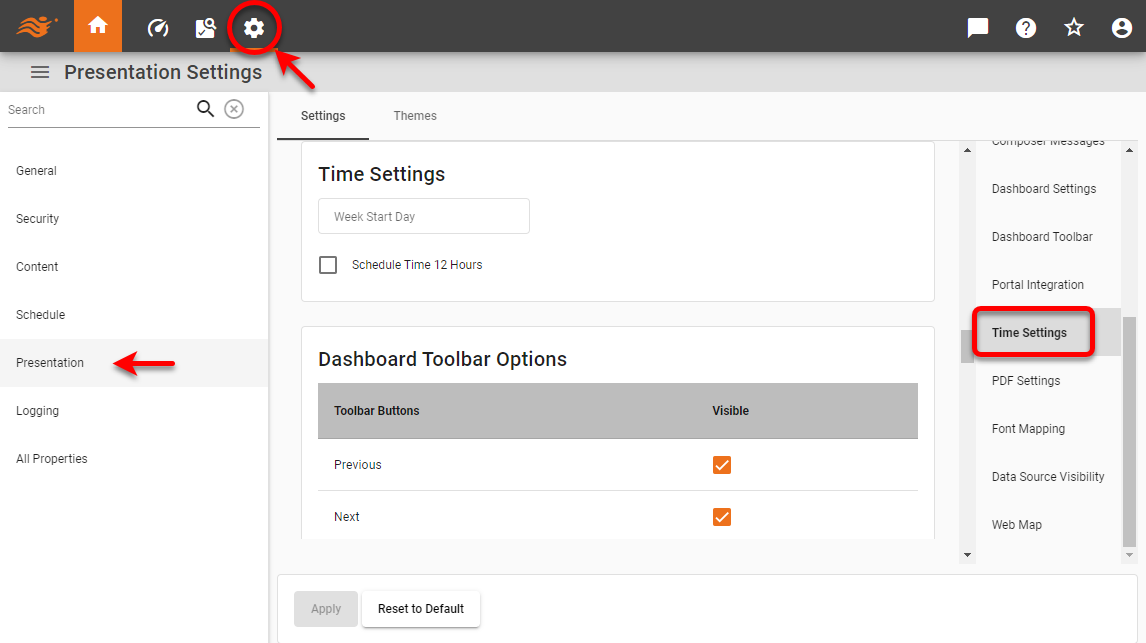 Presentation Settings
Search
General
Security
Content
Schedule
Presentation
Logging
All Properties
Settings
Themes
Time Settings
Week Start Day
Schedule Time 12 Hours
Dashboard Toolbar Options
Toolbar Buttons
Visible
Previous
Next
Apply
Reset to Default
Composer Messages
Dashboard Settings
Dashboard Toolbar
Portal Integration
Time Settings
PDF Settings
Font Mapping
Data Source Visibility
Web Map